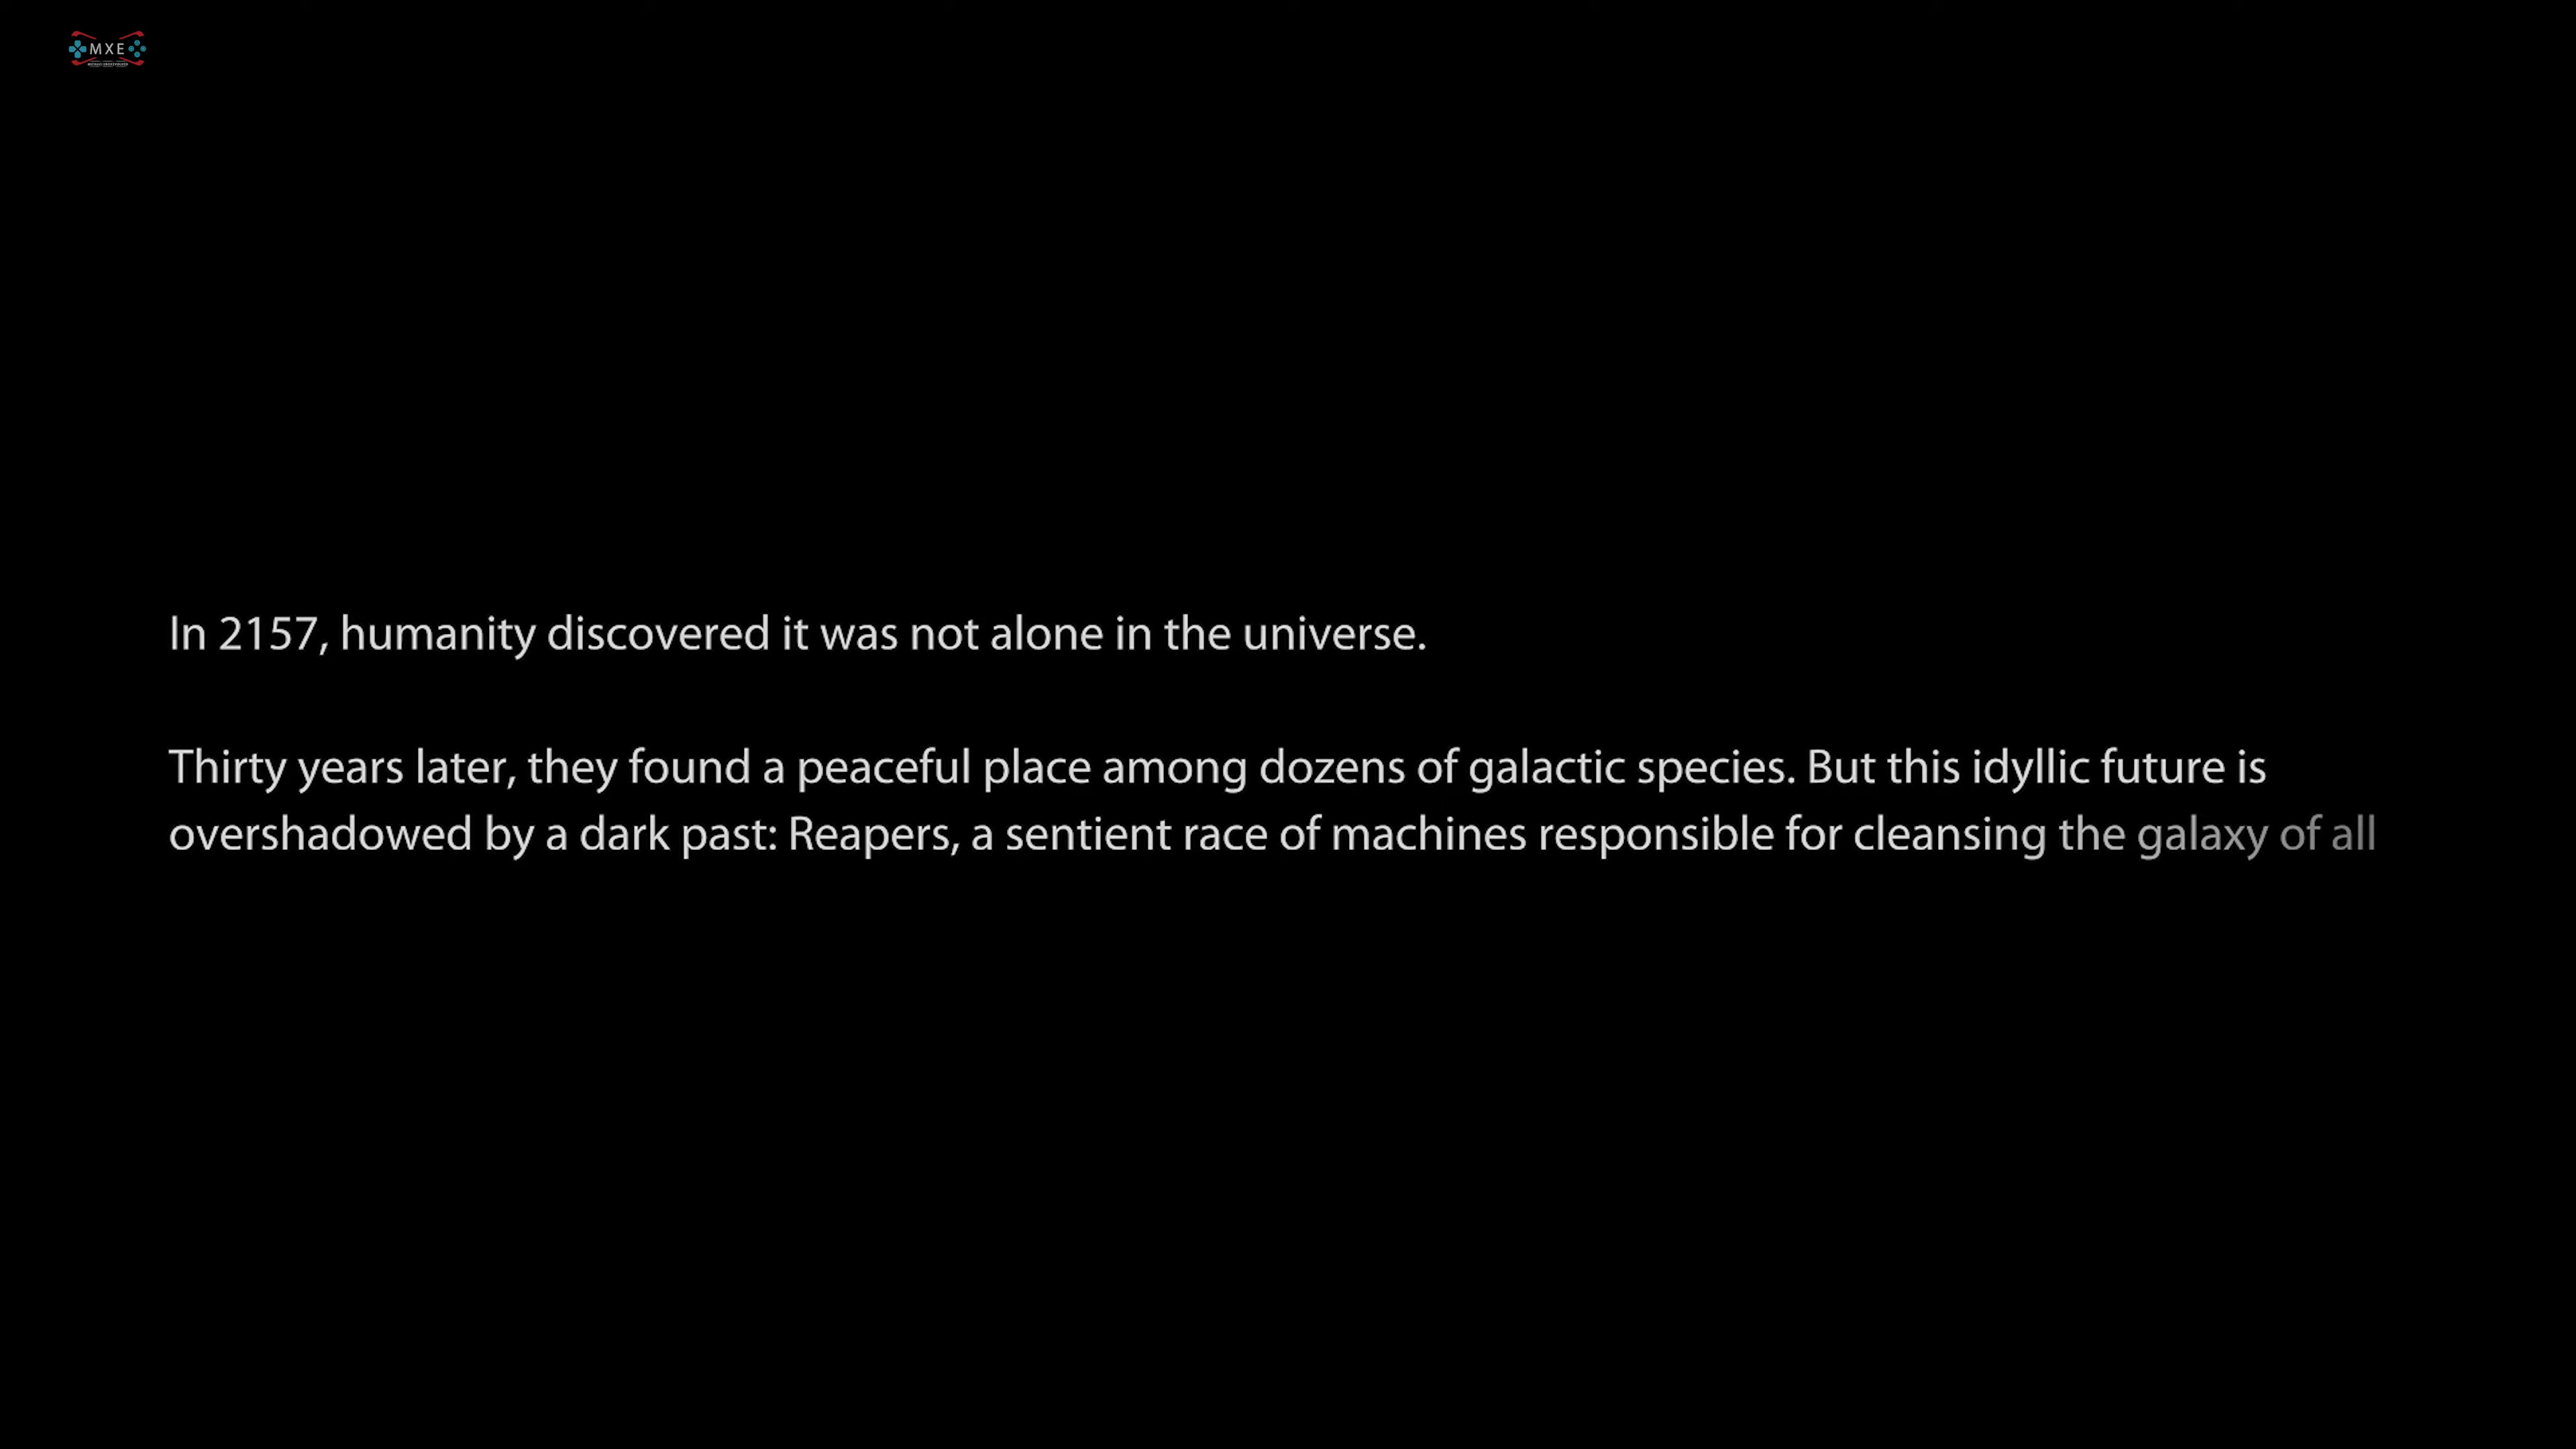 MXE
In 2157, humanity discovered it was not alone in the universe.
Thirty years later, they found a peaceful place among dozens of galactic species. But this idyllic future is
overshadowed by a dark past: Reapers, a sentient race of machines responsible for cleansing the galaxy of all